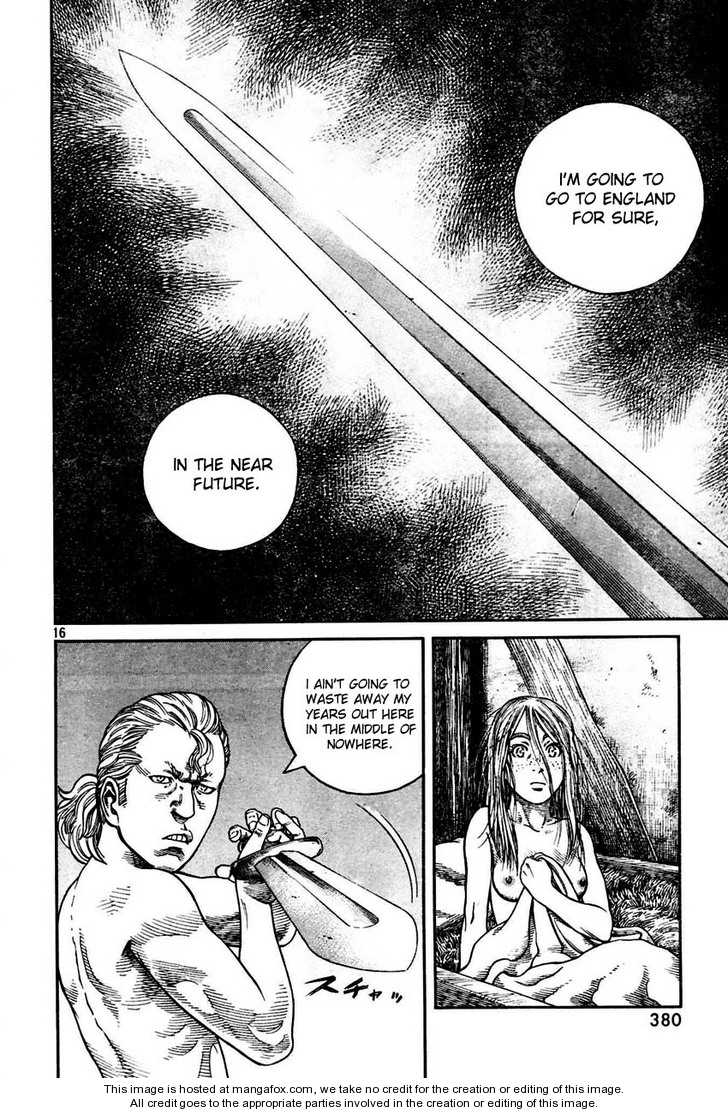 I'M GOING TO
GO TO ENGLAND
FOR SURE,
IN THE NEAR
FUTURE.
16
I AIN'T GOING TO
WASTE AWAY MY
YEARS OUT HERE
IN THE MIDDLE OF
NOWHERE.
スチャッ
380
This image is hosted at mangafox.com, we take no credit for the creation or editing of this image.
All credit goes to the appropriate parties involved in the creation or editing of this image.